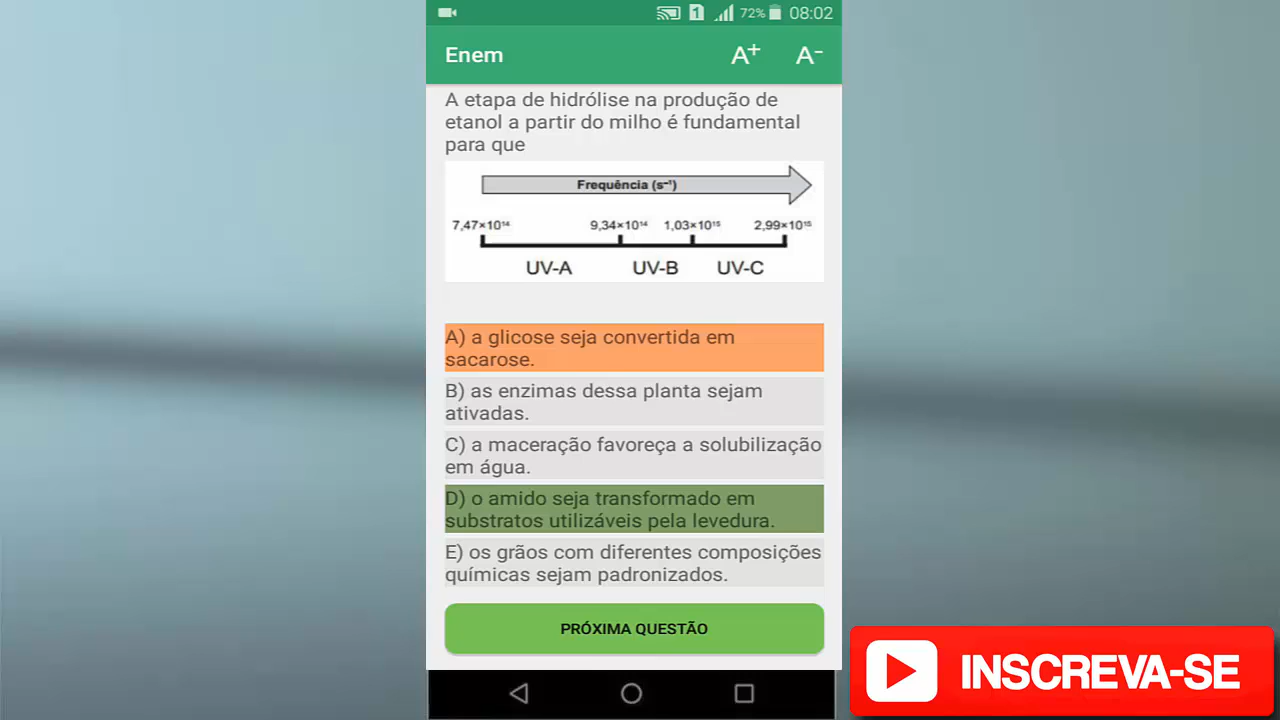 1 72% 08:02
Enem A+ A-
A etapa de hidrólise na produção de
etanol a partir do milho é fundamental
para que
Frequência (s⁻¹)
7,47×10¹⁴ 9,34×10¹⁴ 1,03×10¹⁵ 2,99×10¹⁵
UV-A UV-B UV-C
A) a glicose seja convertida em
sacarose.
B) as enzimas dessa planta sejam
ativadas.
C) a maceração favoreça a solubilização
em água.
D) o amido seja transformado em
substratos utilizáveis pela levedura.
E) os grãos com diferentes composições
químicas sejam padronizados.
PRÓXIMA QUESTÃO
INSCREVA-SE